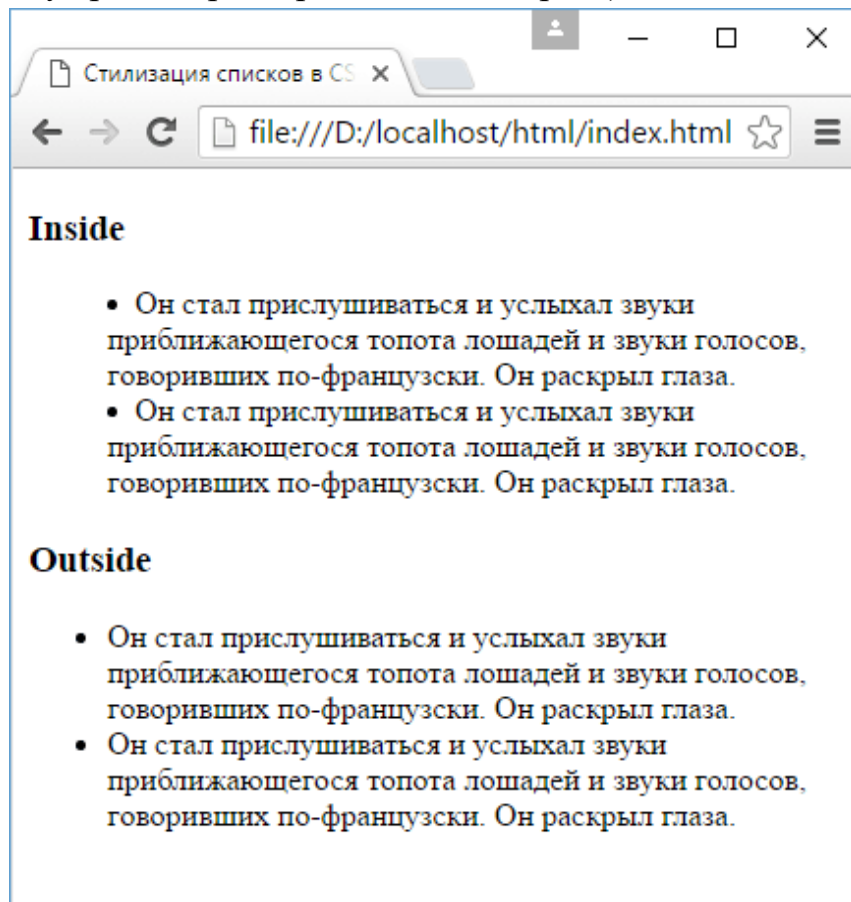 Стилизация списков в CS
file:///D:/localhost/html/index.html
Inside
• Он стал прислушиваться и услыхал звуки
приближающегося топота лошадей и звуки голосов,
говоривших по-французски. Он раскрыл глаза.
• Он стал прислушиваться и услыхал звуки
приближающегося топота лошадей и звуки голосов,
говоривших по-французски. Он раскрыл глаза.
Outside
• Он стал прислушиваться и услыхал звуки
приближающегося топота лошадей и звуки голосов,
говоривших по-французски. Он раскрыл глаза.
• Он стал прислушиваться и услыхал звуки
приближающегося топота лошадей и звуки голосов,
говоривших по-французски. Он раскрыл глаза.